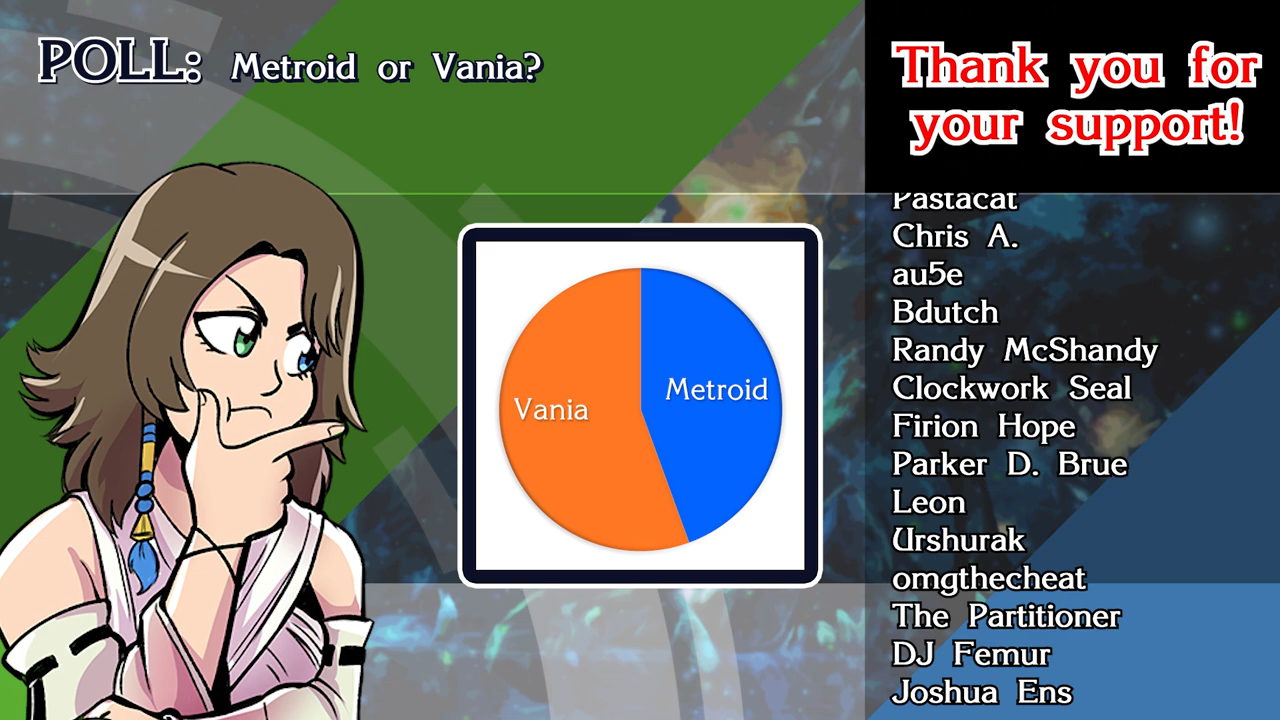 POLL: Metroid or Vania?
Thank you for
your support!
Vania
Metroid
Pastacat
Chris A.
au5e
Bdutch
Randy McShandy
Clockwork Seal
Firion Hope
Parker D. Brue
Leon
Urshurak
omgthecheat
The Partitioner
DJ Femur
Joshua Ens